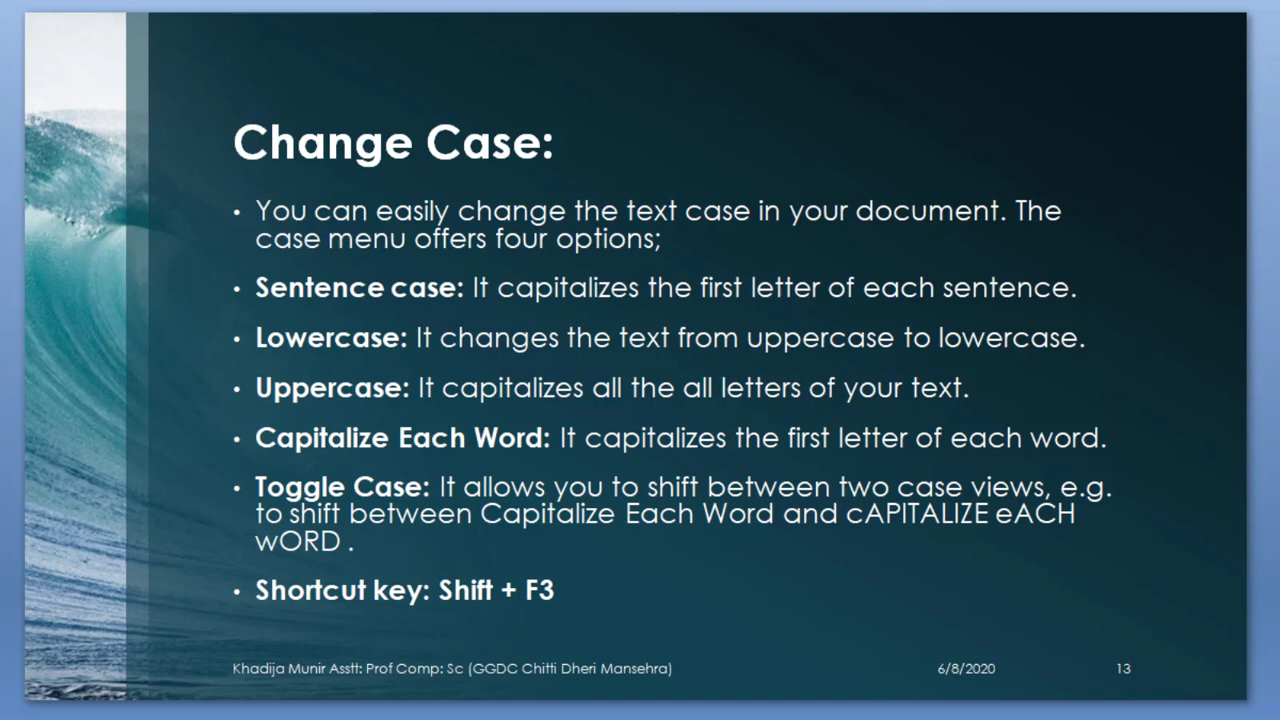 Change Case:
• You can easily change the text case in your document. The
case menu offers four options;
• Sentence case: It capitalizes the first letter of each sentence.
• Lowercase: It changes the text from uppercase to lowercase.
• Uppercase: It capitalizes all the all letters of your text.
• Capitalize Each Word: It capitalizes the first letter of each word.
• Toggle Case: It allows you to shift between two case views, e.g.
to shift between Capitalize Each Word and cAPITALIZE eACH
wORD .
• Shortcut key: Shift + F3
Khadija Munir Asstt: Prof Comp: Sc (GGDC Chitti Dheri Mansehra) 6/8/2020 13